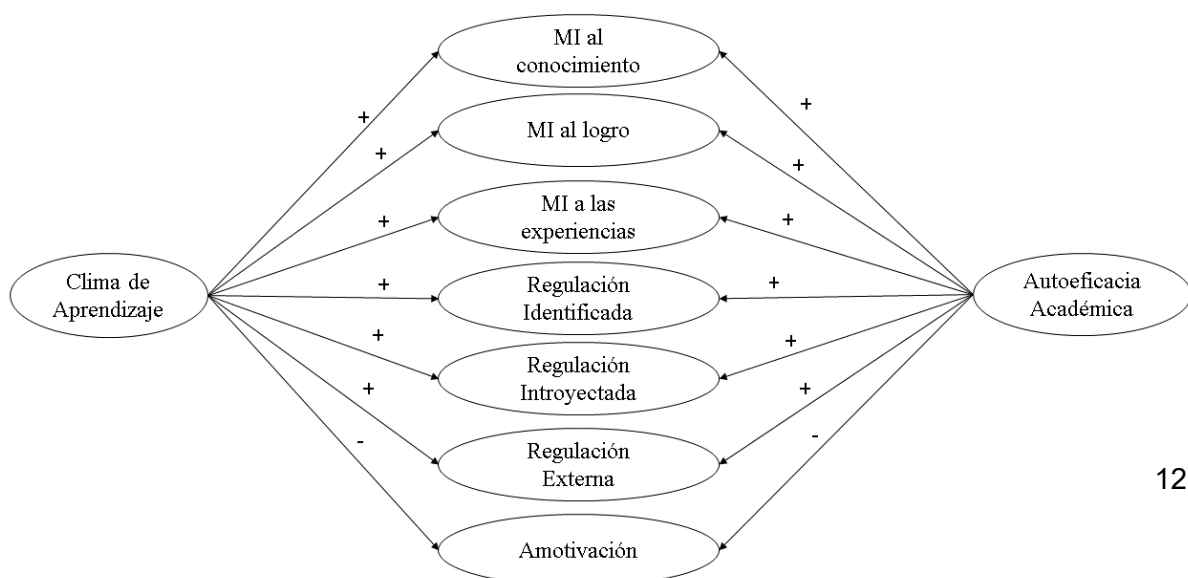 MI al
conocimiento
+
+
MI al logro
+
+
MI a las
experiencias
+
+
Clima de
Aprendizaje
Regulación
Identificada
+
+
Autoeficacia
Académica
Regulación
Introyectada
+
+
Regulación
Externa
+
+
12
Amotivación
-
-